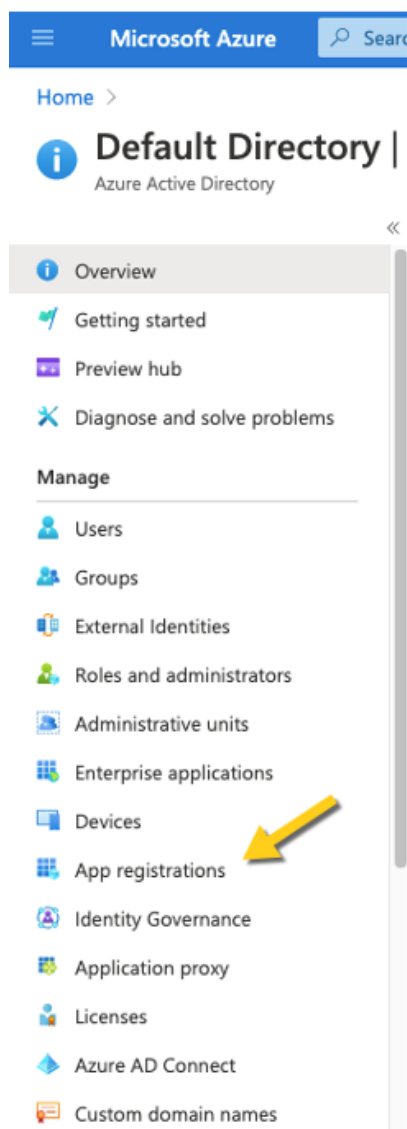 Microsoft Azure
Home >
Default Directory |
Azure Active Directory
«
Overview
Getting started
Preview hub
Diagnose and solve problems
Manage
Users
Groups
External Identities
Roles and administrators
Administrative units
Enterprise applications
Devices
App registrations
Identity Governance
Application proxy
Licenses
Azure AD Connect
Custom domain names